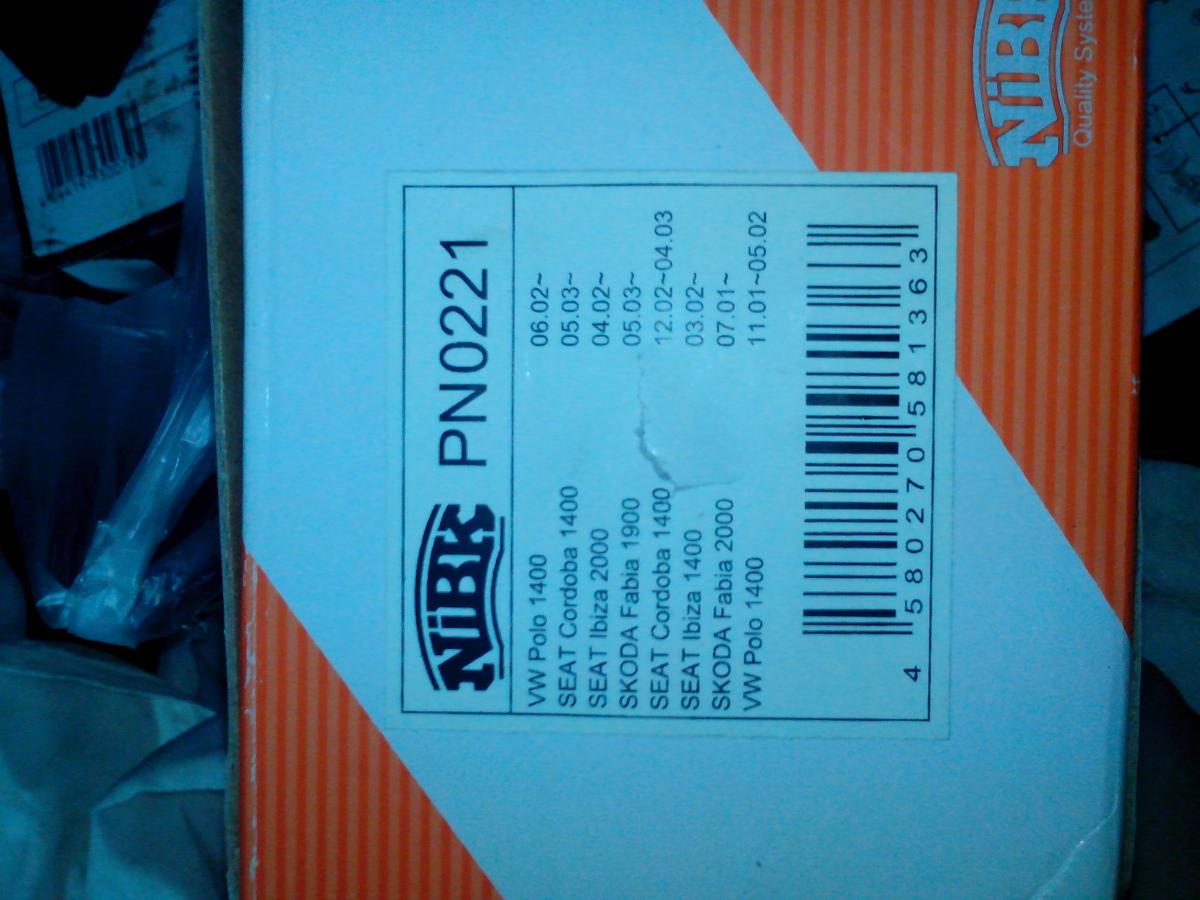 NiBK
Quality Syste
NiBK PN0221
VW Polo 1400 06.02~
SEAT Cordoba 1400 05.03~
SEAT Ibiza 2000 04.02~
SKODA Fabia 1900 05.03~
SEAT Cordoba 1400 12.02~04.03
SEAT Ibiza 1400 03.02~
SKODA Fabia 2000 07.01~
VW Polo 1400 11.01~05.02
4 580270 581363